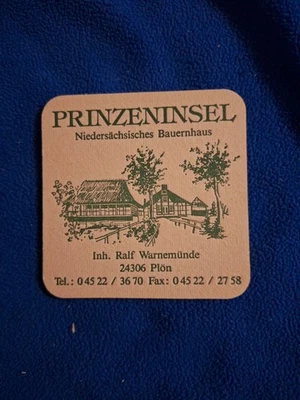 PRINZENINSEL
Niedersächsisches Bauernhaus
Inh. Ralf Warnemünde
24306 Plön
Tel.: 0 45 22 / 36 70 Fax: 0 45 22 / 27 58